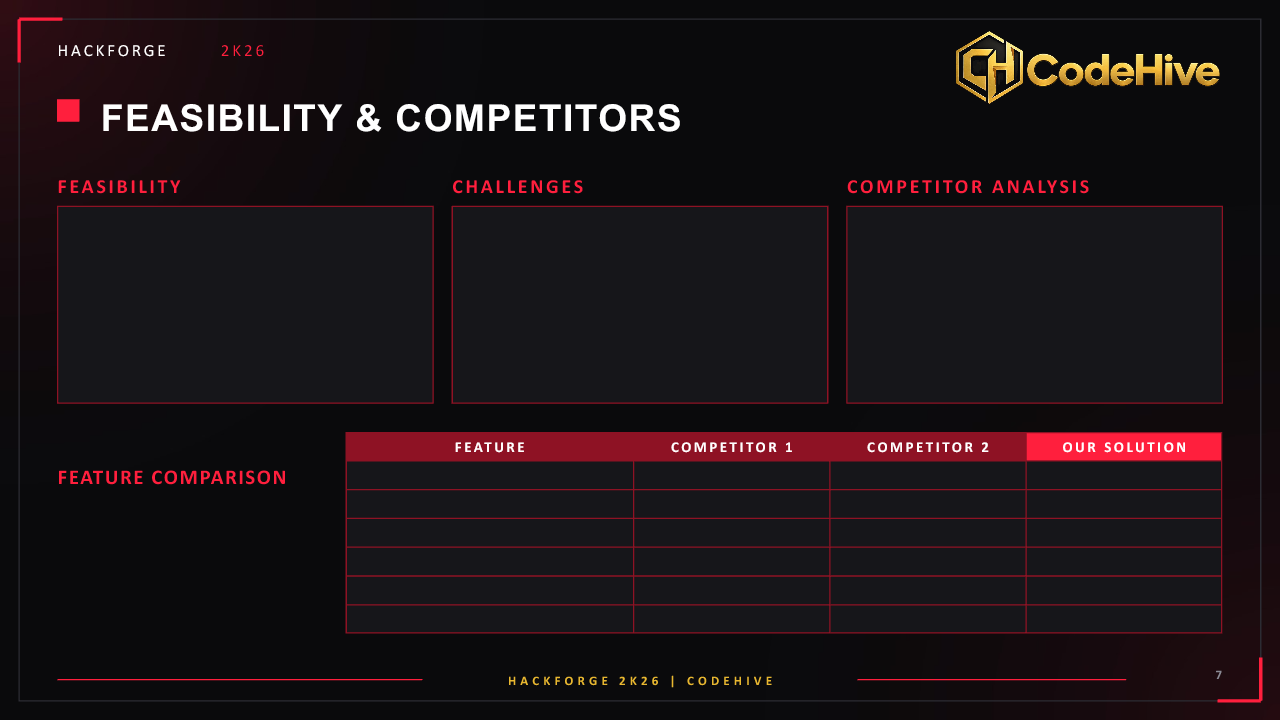 HACKFORGE 2K26
CodeHive
FEASIBILITY & COMPETITORS
FEASIBILITY
CHALLENGES
COMPETITOR ANALYSIS
FEATURE COMPARISON
FEATURE COMPETITOR 1 COMPETITOR 2 OUR SOLUTION
HACKFORGE 2K26 | CODEHIVE
7